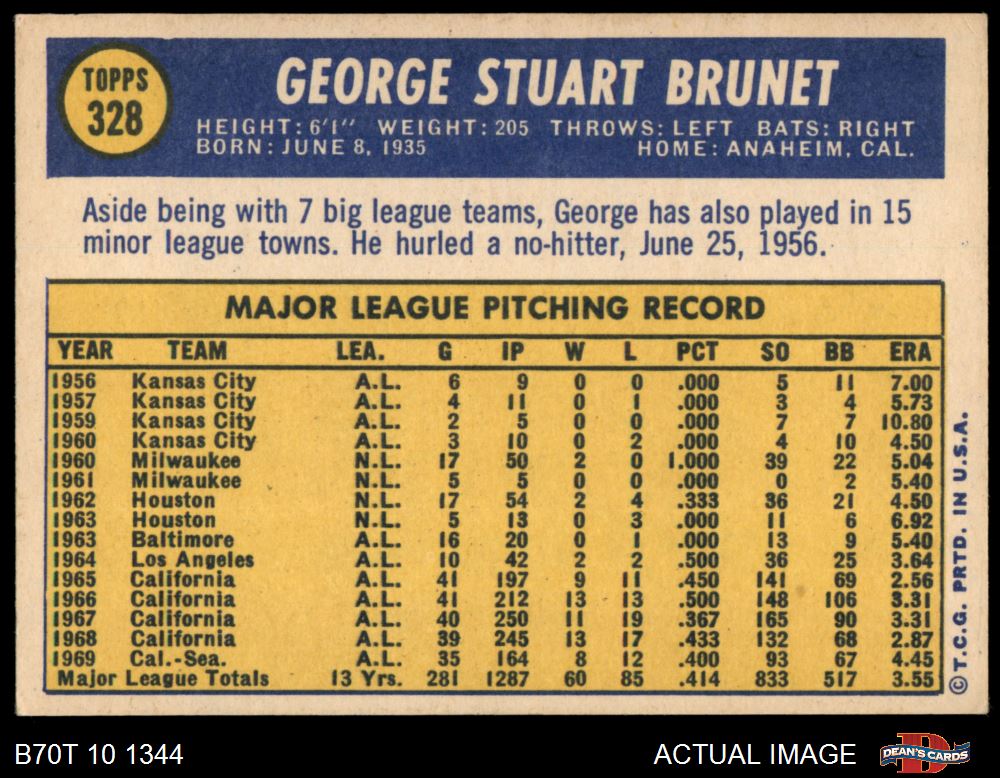 TOPPS
328
GEORGE STUART BRUNET
HEIGHT: 6'1" WEIGHT: 205 THROWS: LEFT BATS: RIGHT
BORN: JUNE 8, 1935 HOME: ANAHEIM, CAL.
Aside being with 7 big league teams, George has also played in 15
minor league towns. He hurled a no-hitter, June 25, 1956.
MAJOR LEAGUE PITCHING RECORD
YEAR TEAM LEA. G IP W L PCT SO BB ERA
1956 Kansas City A.L. 6 9 0 0 .000 5 11 7.00
1957 Kansas City A.L. 4 11 0 1 .000 3 4 5.73
1959 Kansas City A.L. 2 5 0 0 .000 7 7 10.80
1960 Kansas City A.L. 3 10 0 2 .000 4 10 4.50
1960 Milwaukee N.L. 17 50 2 0 1.000 39 22 5.04
1961 Milwaukee N.L. 5 5 0 0 .000 0 2 5.40
1962 Houston N.L. 17 54 2 4 .333 36 21 4.50
1963 Houston N.L. 5 13 0 3 .000 11 6 6.92
1963 Baltimore A.L. 16 20 0 1 .000 13 9 5.40
1964 Los Angeles A.L. 10 42 2 2 .500 36 25 3.64
1965 California A.L. 41 197 9 11 .450 141 69 2.56
1966 California A.L. 41 212 13 13 .500 148 106 3.31
1967 California A.L. 40 250 11 19 .367 165 90 3.31
1968 California A.L. 39 245 13 17 .433 132 68 2.87
1969 Cal.-Sea. A.L. 35 164 8 12 .400 93 67 4.45
Major League Totals 13 Yrs. 281 1287 60 85 .414 833 517 3.55
© T.C.G. PRTD. IN U.S.A.
B70T 10 1344
ACTUAL IMAGE
DEAN'S CARDS